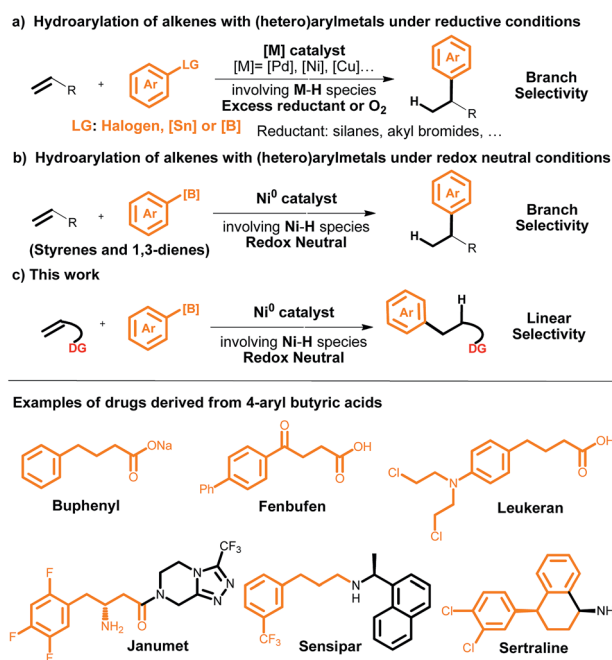 a) Hydroarylation of alkenes with (hetero)arylmetals under reductive conditions
LG
Ar
R
+
[M] catalyst
[M]= [Pd], [Ni], [Cu]...
involving M-H species
Excess reductant or O2
Ar
H
R
Branch
Selectivity
LG: Halogen, [Sn] or [B]
Reductant: silanes, akyl bromides, ...
b) Hydroarylation of alkenes with (hetero)arylmetals under redox neutral conditions
[B]
Ar
R
+
Ni0 catalyst
involving Ni-H species
Redox Neutral
Ar
H
R
Branch
Selectivity
(Styrenes and 1,3-dienes)
c) This work
[B]
Ar
DG
+
Ni0 catalyst
involving Ni-H species
Redox Neutral
Ar
H
DG
Linear
Selectivity
Examples of drugs derived from 4-aryl butyric acids
ONa
O
Buphenyl
O
OH
O
Ph
Fenbufen
OH
O
Cl
N
Cl
Leukeran
CF3
F
F
F
NH2
O
N
N
N
N
Janumet
N
H
CF3
Sensipar
Cl
Cl
NH
Sertraline